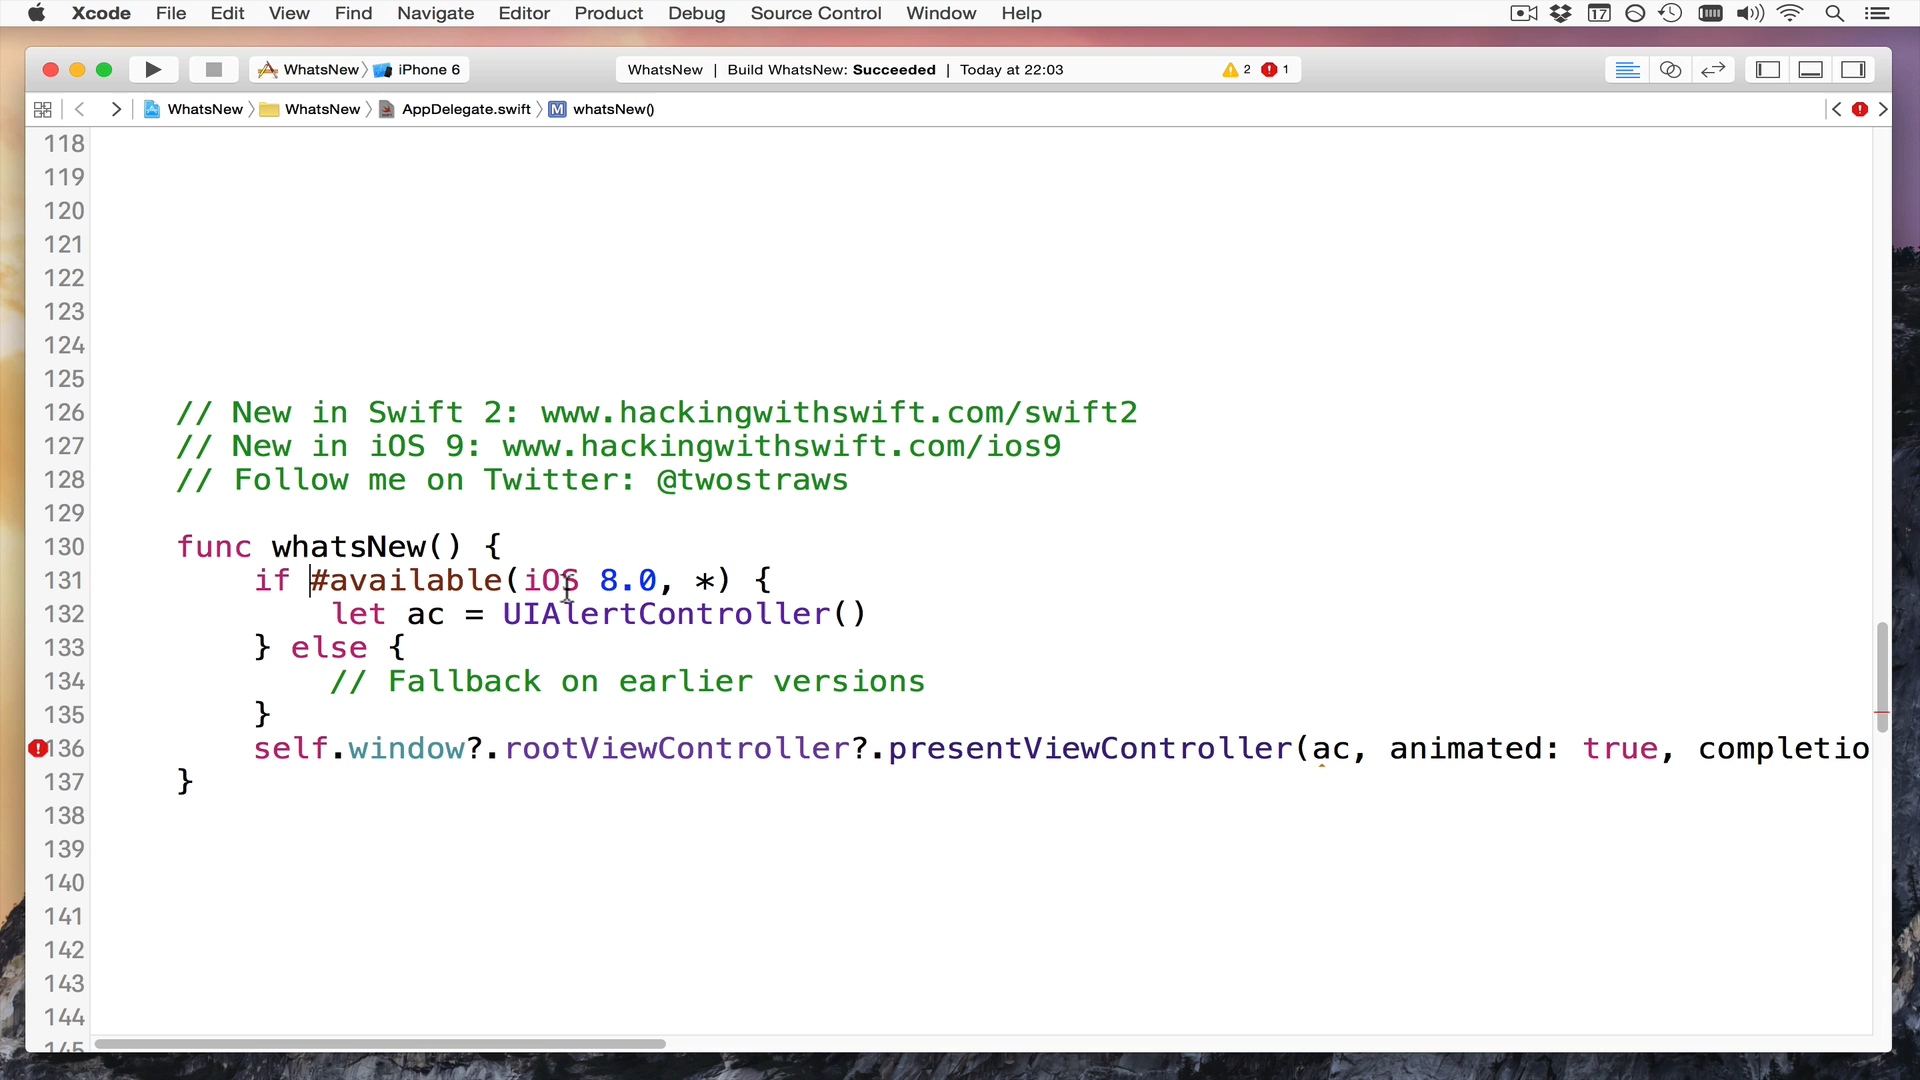 Xcode File Edit View Find Navigate Editor Product Debug Source Control Window Help 17
WhatsNew iPhone 6 WhatsNew | Build WhatsNew: Succeeded | Today at 22:03 2 1
WhatsNew WhatsNew AppDelegate.swift M whatsNew()
118
119
120
121
122
123
124
125
126 // New in Swift 2: www.hackingwithswift.com/swift2
127 // New in iOS 9: www.hackingwithswift.com/ios9
128 // Follow me on Twitter: @twostraws
129
130 func whatsNew() {
131 if #available(iOS 8.0, *) {
132 let ac = UIAlertController()
133 } else {
134 // Fallback on earlier versions
135 }
136 self.window?.rootViewController?.presentViewController(ac, animated: true, completio
137 }
138
139
140
141
142
143
144
145